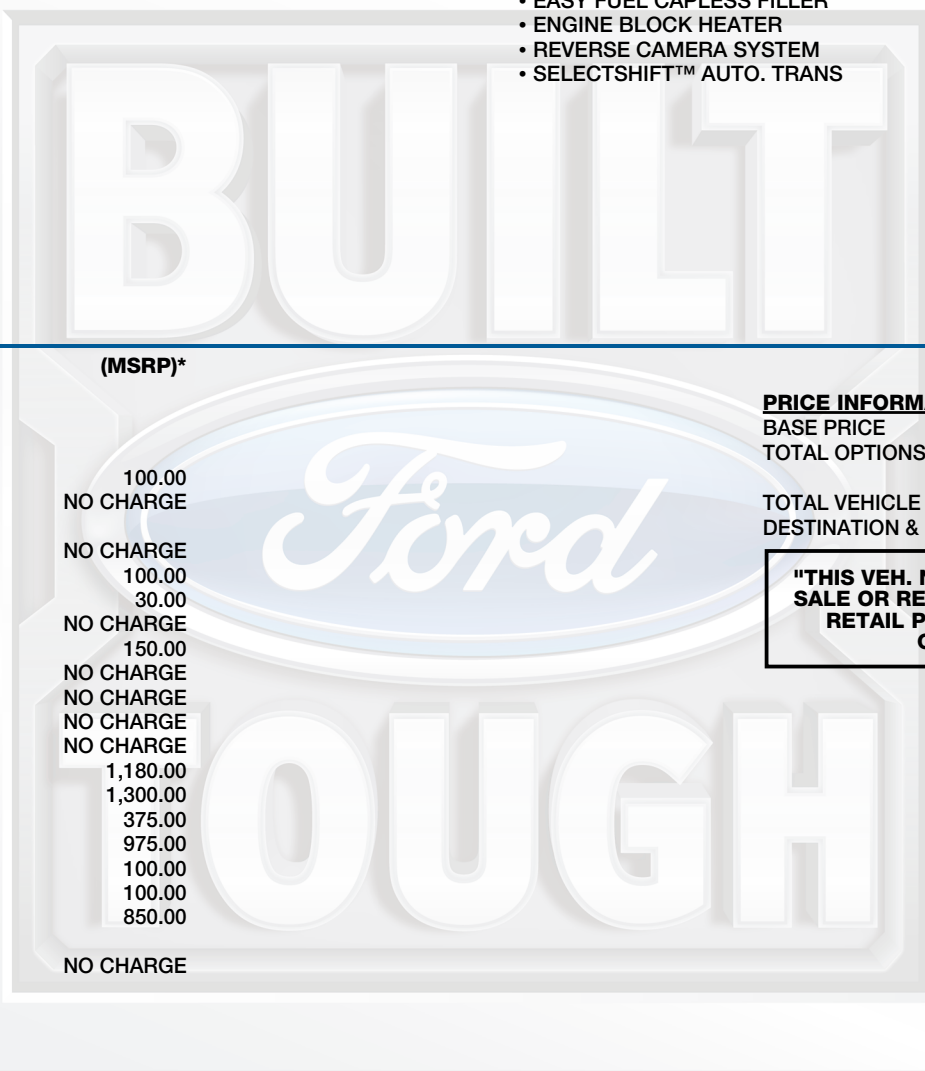 • EASY FUEL CAPLESS FILLER
• ENGINE BLOCK HEATER
• REVERSE CAMERA SYSTEM
• SELECTSHIFT™ AUTO. TRANS
BUILT
(MSRP)*
100.00
NO CHARGE
NO CHARGE
100.00
30.00
NO CHARGE
150.00
NO CHARGE
NO CHARGE
NO CHARGE
NO CHARGE
1,180.00
1,300.00
375.00
975.00
100.00
100.00
850.00
NO CHARGE
Ford
TOUGH
PRICE INFORM
BASE PRICE
TOTAL OPTIONS
TOTAL VEHICLE
DESTINATION &
"THIS VEH.
SALE OR RE
RETAIL P